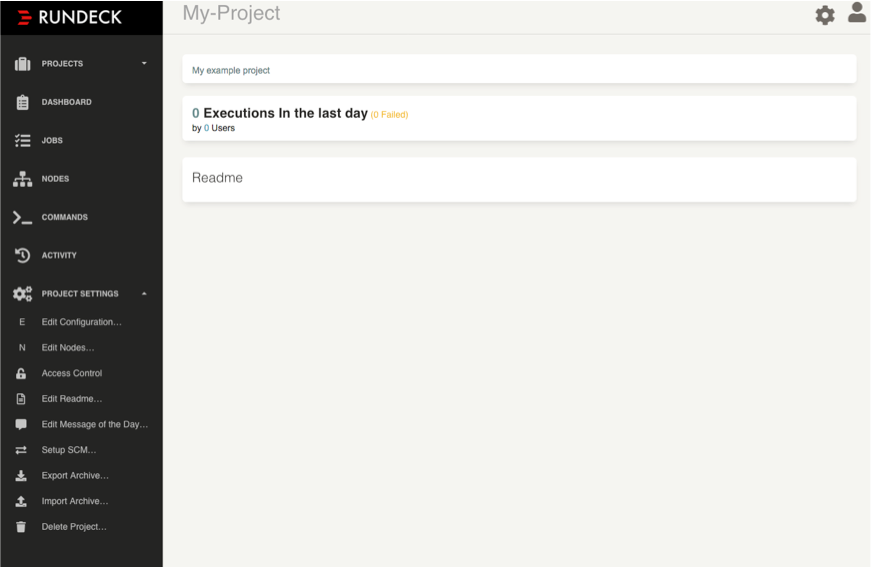 RUNDECK
PROJECTS
DASHBOARD
JOBS
NODES
COMMANDS
ACTIVITY
PROJECT SETTINGS
E Edit Configuration…
N Edit Nodes…
Access Control
Edit Readme…
Edit Message of the Day…
Setup SCM…
Export Archive…
Import Archive…
Delete Project…
My-Project
My example project
0 Executions In the last day (0 Failed)
by 0 Users
Readme